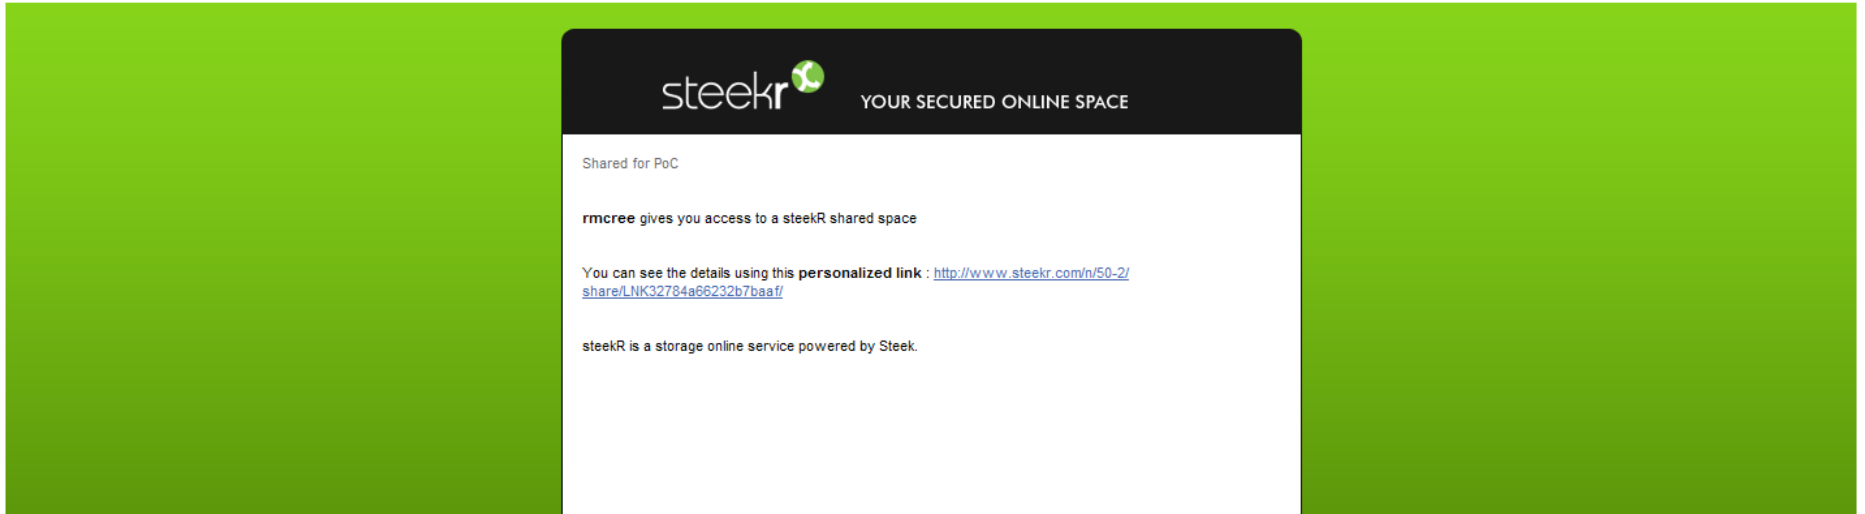 steekr
YOUR SECURED ONLINE SPACE
Shared for PoC
rmcree gives you access to a steekR shared space
You can see the details using this personalized link : http://www.steekr.com/n/50-2/
share/LNK32784a66232b7baaf/
steekR is a storage online service powered by Steek.